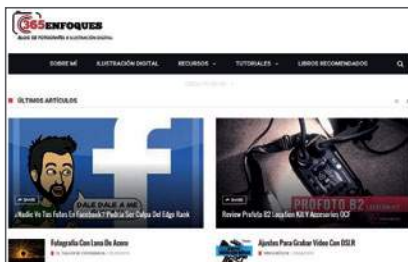 365ENFOQUES
BLOG DE FOTOGRAFÍA E ILUSTRACIÓN DIGITAL
SOBRE MÍ ILUSTRACIÓN DIGITAL RECURSOS TUTORIALES LIBROS RECOMENDADOS
ÚLTIMOS ARTÍCULOS
DALE DALE A ME
SHARE
¿Nadie Ve Tus Fotos En Facebook? Podría Ser Culpa Del Edge Rank
PROFOTO B2
SHARE
Review Profoto B2 Location Kit Y Accesorios OCF
Fotografía Con Lana De Acero
Ajustes Para Grabar Video Con DSLR